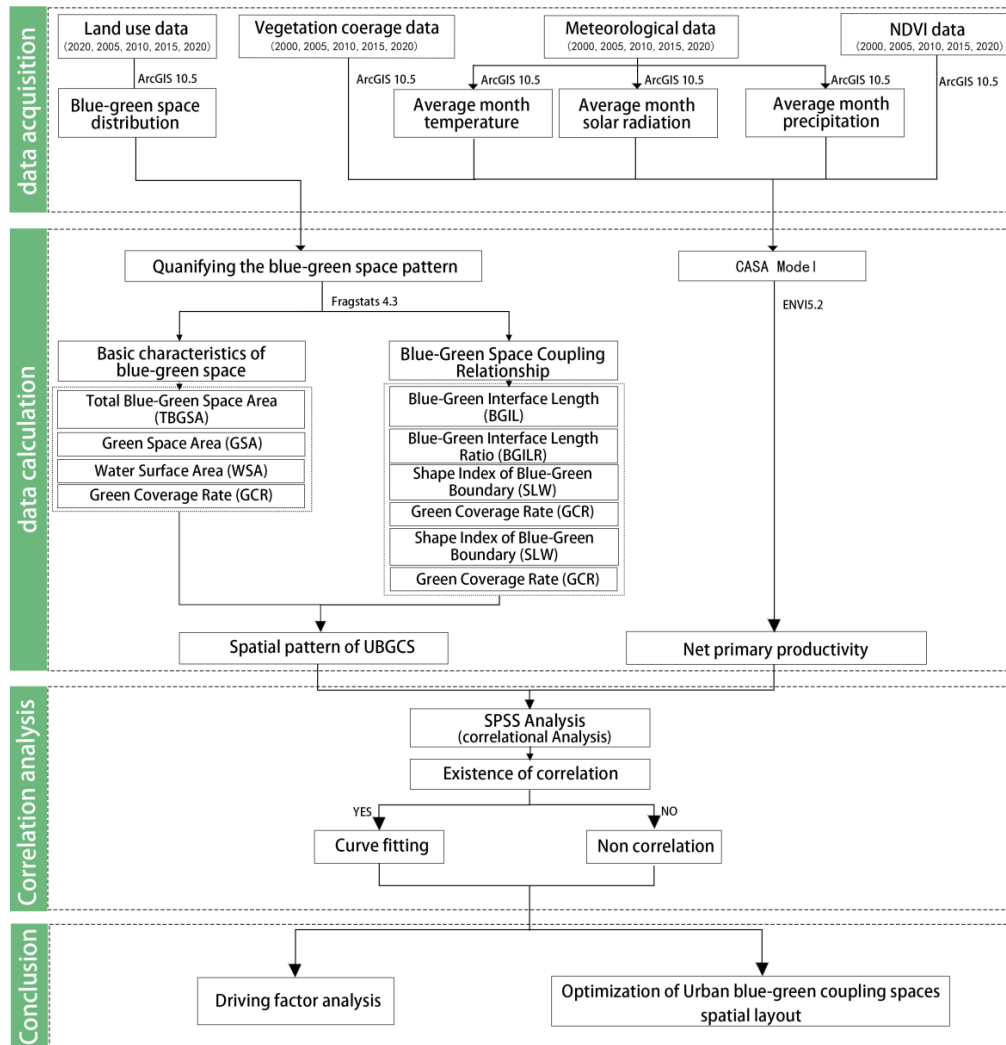 data acquisition
Land use data
(2020, 2005, 2010, 2015, 2020)
Vegetation coerage data
(2000, 2005, 2010, 2015, 2020)
Meteorological data
(2000, 2005, 2010, 2015, 2020)
NDVI data
(2000, 2005, 2010, 2015, 2020)
ArcGIS 10.5
ArcGIS 10.5
ArcGIS 10.5
ArcGIS 10.5
ArcGIS 10.5
ArcGIS 10.5
Blue-green space
distribution
Average month
temperature
Average month
solar radiation
Average month
precipitation
data calculation
Quanifying the blue-green space pattern
CASA Model
Fragstats 4.3
ENVI5.2
Basic characteristics of
blue-green space
Total Blue-Green Space Area
(TBGSA)
Green Space Area (GSA)
Water Surface Area (WSA)
Green Coverage Rate (GCR)
Blue-Green Space Coupling
Relationship
Blue-Green Interface Length
(BGIL)
Blue-Green Interface Length
Ratio (BGILR)
Shape Index of Blue-Green
Boundary (SLW)
Green Coverage Rate (GCR)
Shape Index of Blue-Green
Boundary (SLW)
Green Coverage Rate (GCR)
Spatial pattern of UBGCS
Net primary productivity
Correlation analysis
SPSS Analysis
(correlational Analysis)
Existence of correlation
YES
NO
Curve fitting
Non correlation
Conclusion
Driving factor analysis
Optimization of Urban blue-green coupling spaces
spatial layout